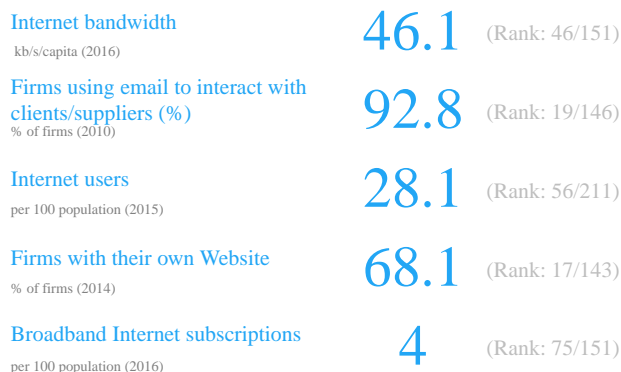 Internet bandwidth
kb/s/capita (2016)
46.1
(Rank: 46/151)
Firms using email to interact with
clients/suppliers (%)
% of firms (2010)
92.8
(Rank: 19/146)
Internet users
per 100 population (2015)
28.1
(Rank: 56/211)
Firms with their own Website
% of firms (2014)
68.1
(Rank: 17/143)
Broadband Internet subscriptions
per 100 population (2016)
4
(Rank: 75/151)